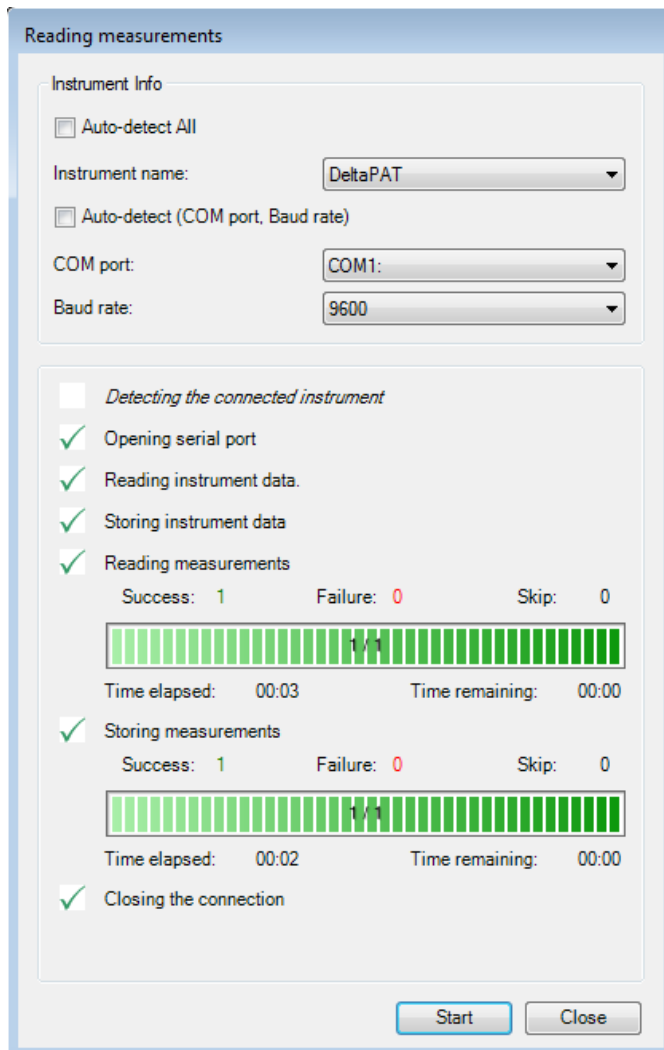 Reading measurements
Instrument Info
Auto-detect All
Instrument name: DeltaPAT
Auto-detect (COM port, Baud rate)
COM port: COM1:
Baud rate: 9600
Detecting the connected instrument
Opening serial port
Reading instrument data.
Storing instrument data
Reading measurements
Success: 1 Failure: 0 Skip: 0
1 / 1
Time elapsed: 00:03 Time remaining: 00:00
Storing measurements
Success: 1 Failure: 0 Skip: 0
1 / 1
Time elapsed: 00:02 Time remaining: 00:00
Closing the connection
Start Close